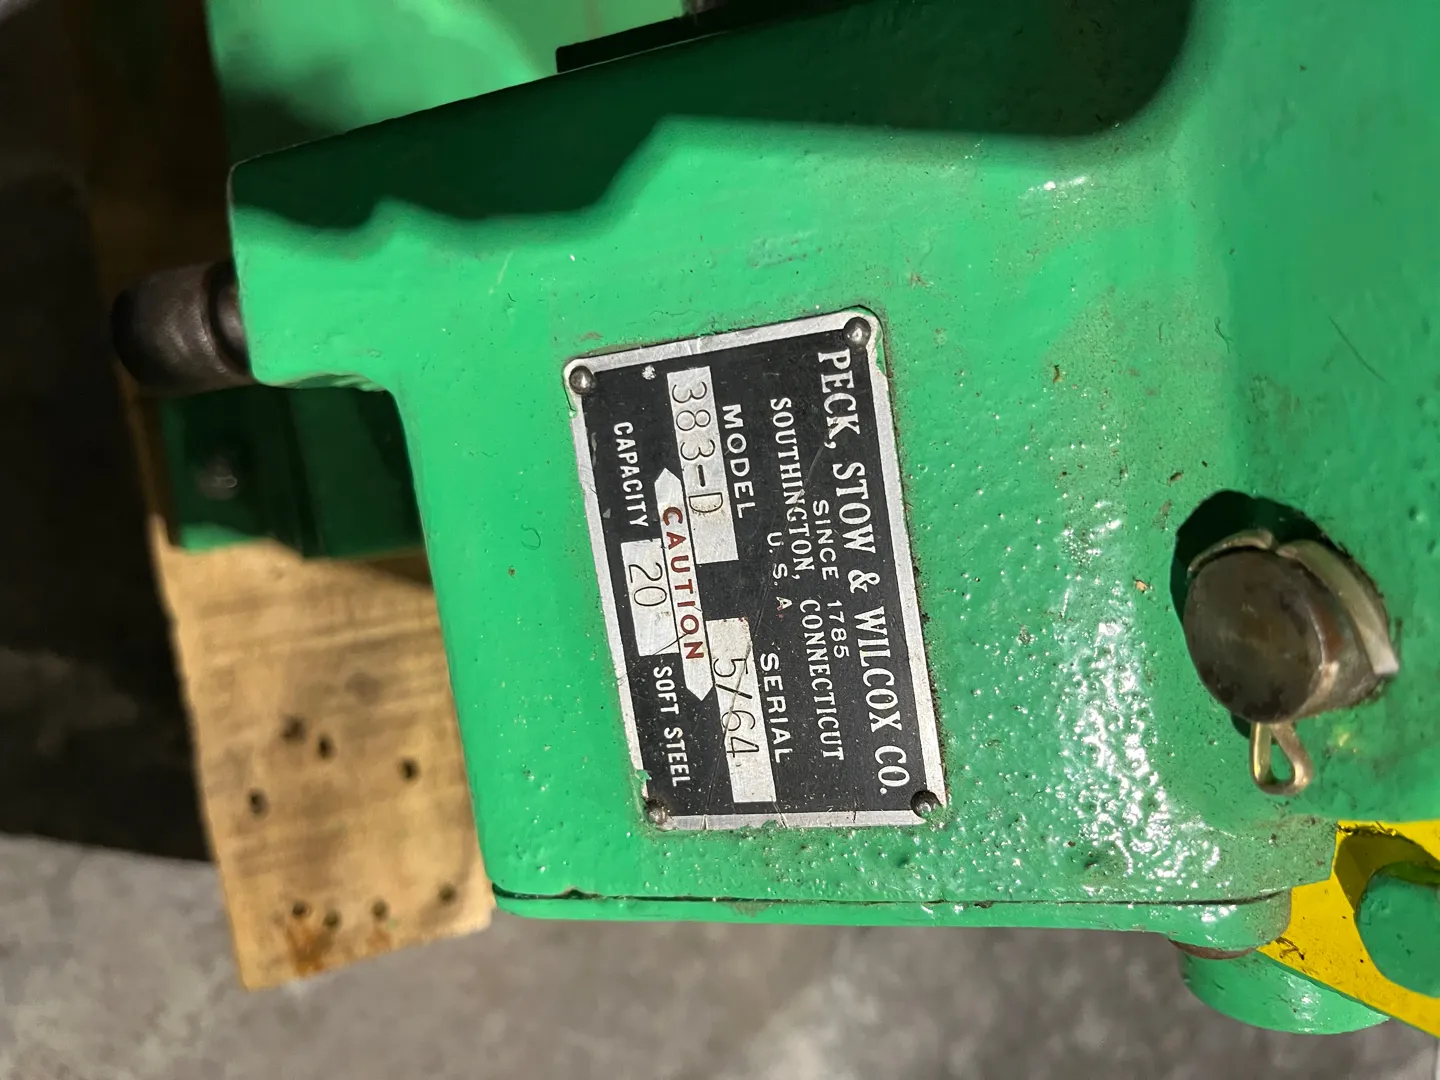 PECK, STOW & WILCOX CO.
SINCE 1785
SOUTHINGTON, CONNECTICUT
U. S. A.
MODEL SERIAL
383-D 5/64
CAUTION
CAPACITY 20 SOFT STEEL